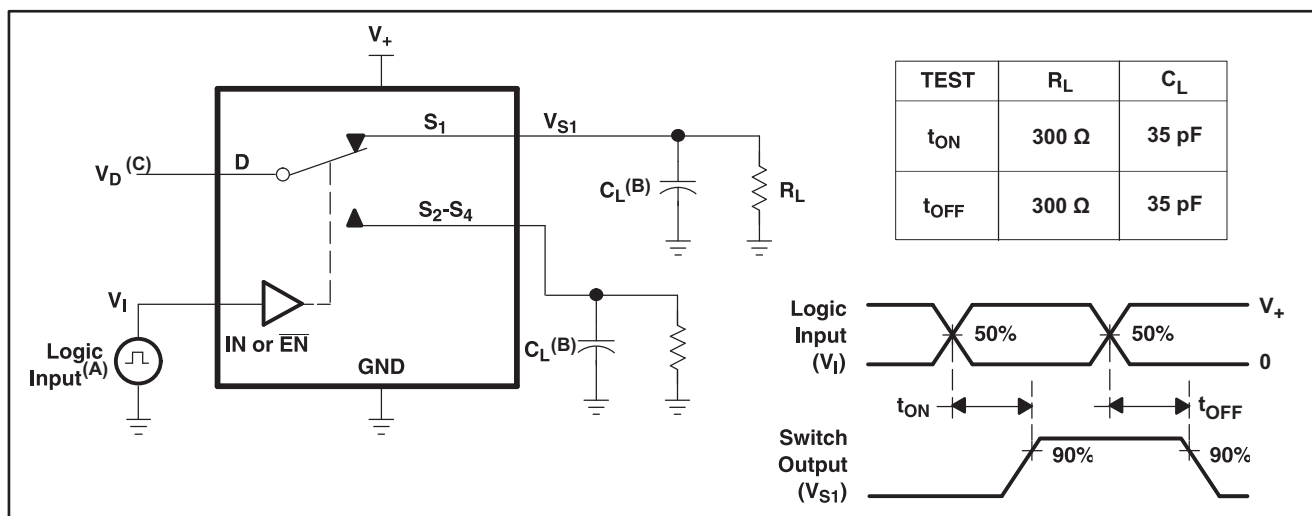 V+
S1
VS1
VD (C)
D
CL(B)
RL
S2-S4
VI
IN or E̅N̅
CL(B)
Logic
Input(A)
GND
TEST RL CL
tON 300 Ω 35 pF
tOFF 300 Ω 35 pF
Logic
Input
(VI)
50%
50%
V+
0
tON
tOFF
Switch
Output
(VS1)
90%
90%